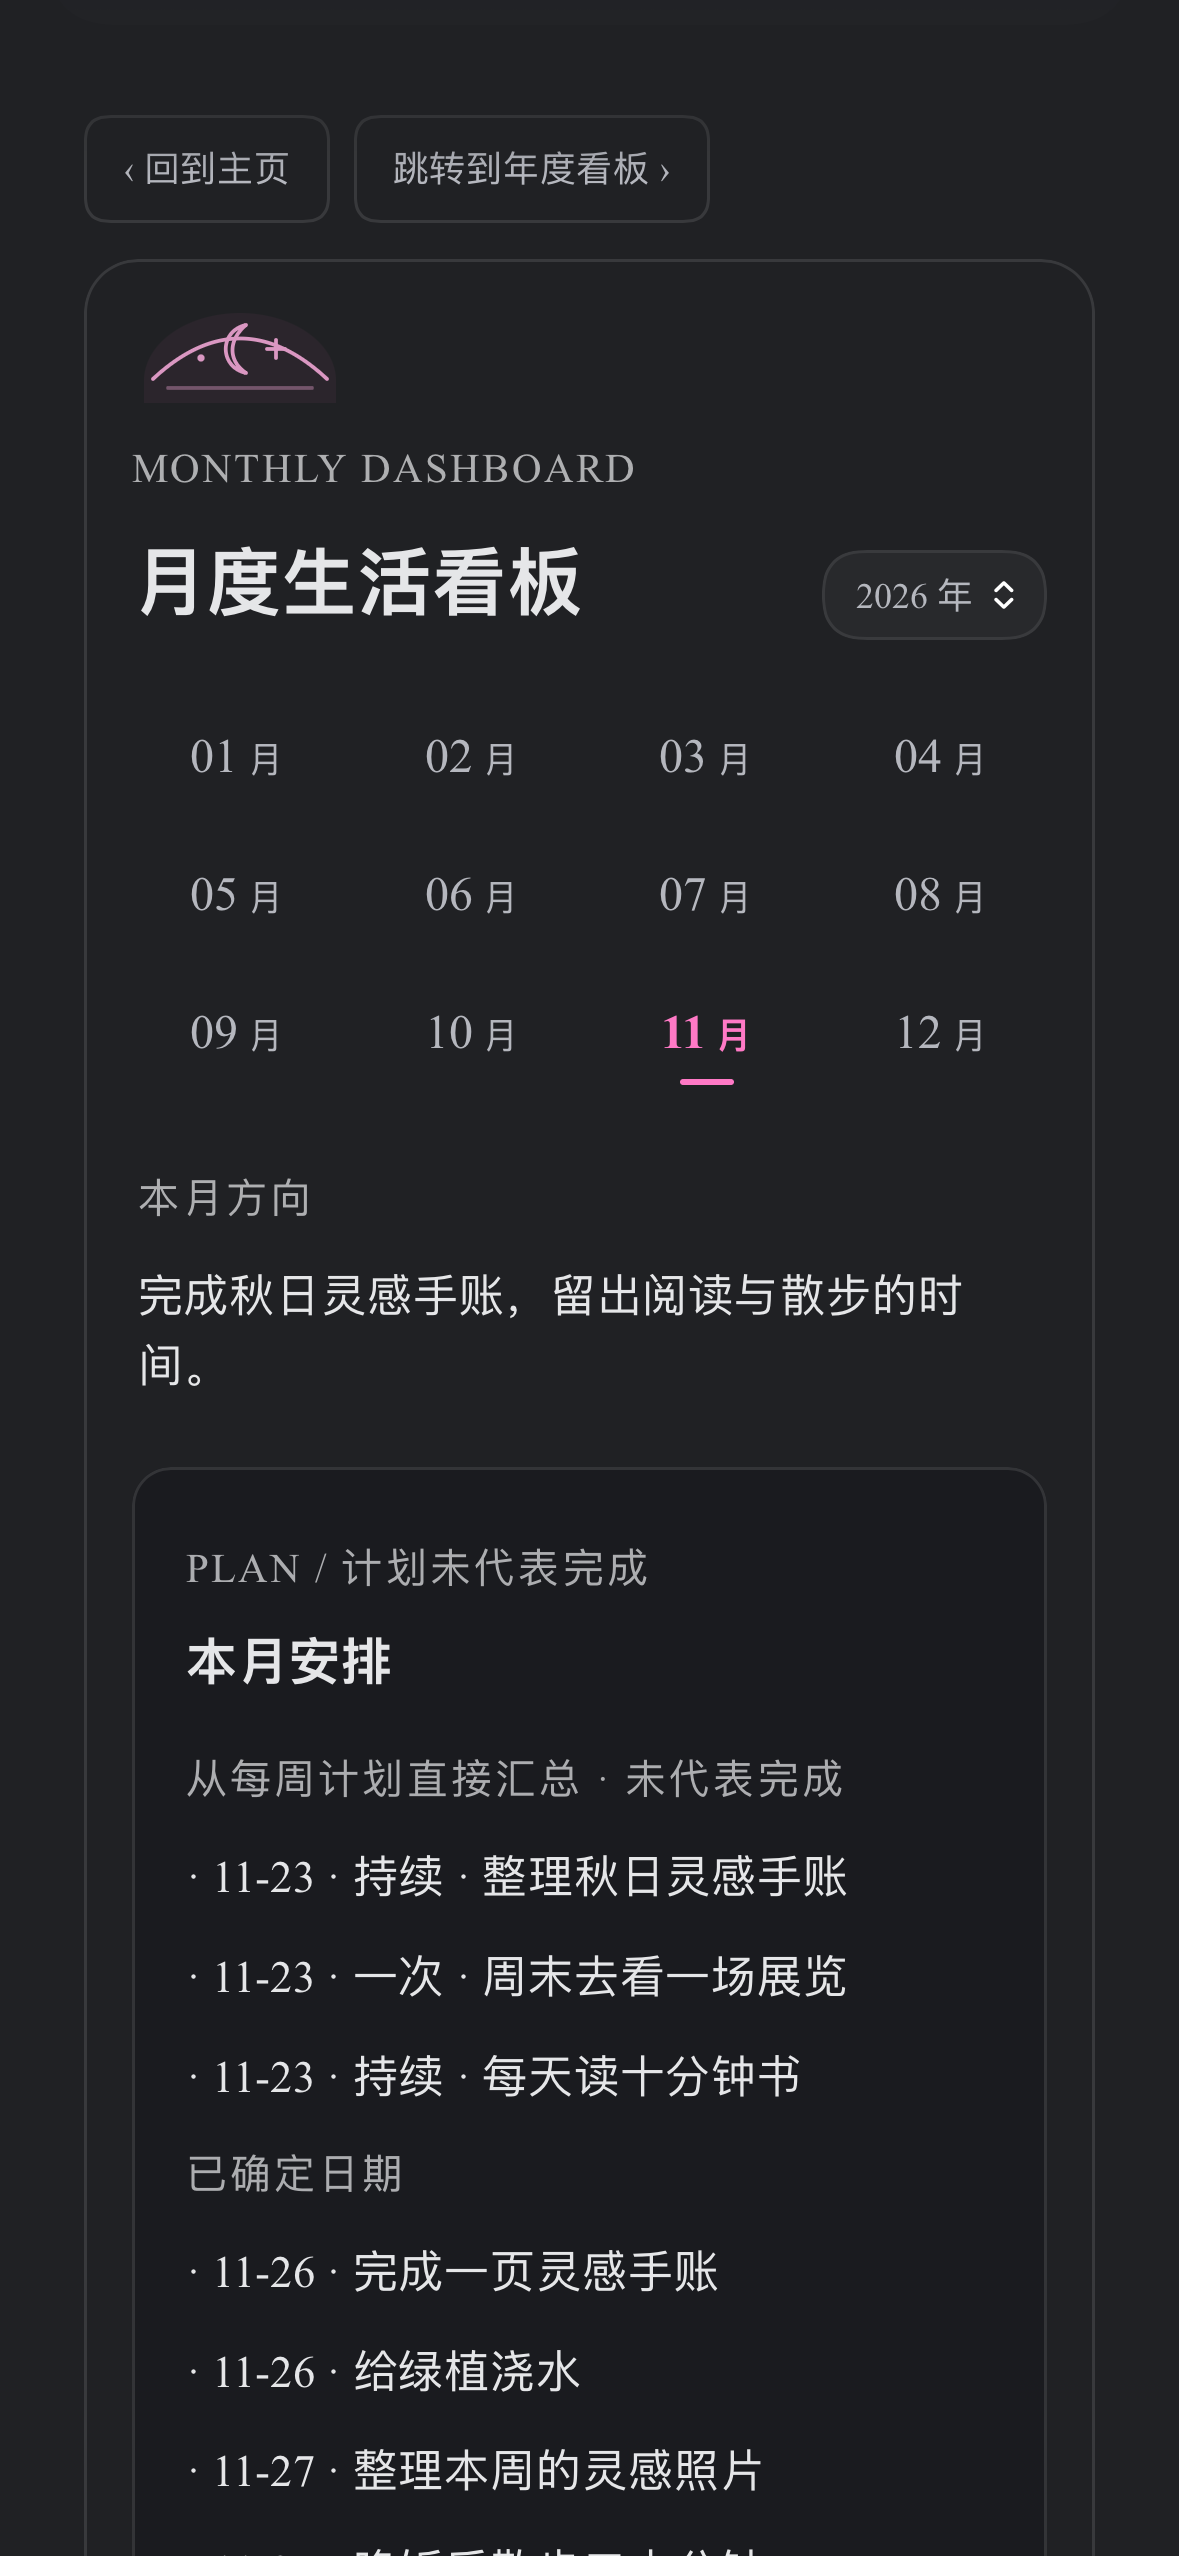 ‹ 回到主页
跳转到年度看板 ›
MONTHLY DASHBOARD
月度生活看板
2026 年
01 月 02 月 03 月 04 月
05 月 06 月 07 月 08 月
09 月 10 月 11 月 12 月
本月方向
完成秋日灵感手账，留出阅读与散步的时
间。
PLAN / 计划未代表完成
本月安排
从每周计划直接汇总 · 未代表完成
· 11-23 · 持续 · 整理秋日灵感手账
· 11-23 · 一次 · 周末去看一场展览
· 11-23 · 持续 · 每天读十分钟书
已确定日期
· 11-26 · 完成一页灵感手账
· 11-26 · 给绿植浇水
· 11-27 · 整理本周的灵感照片